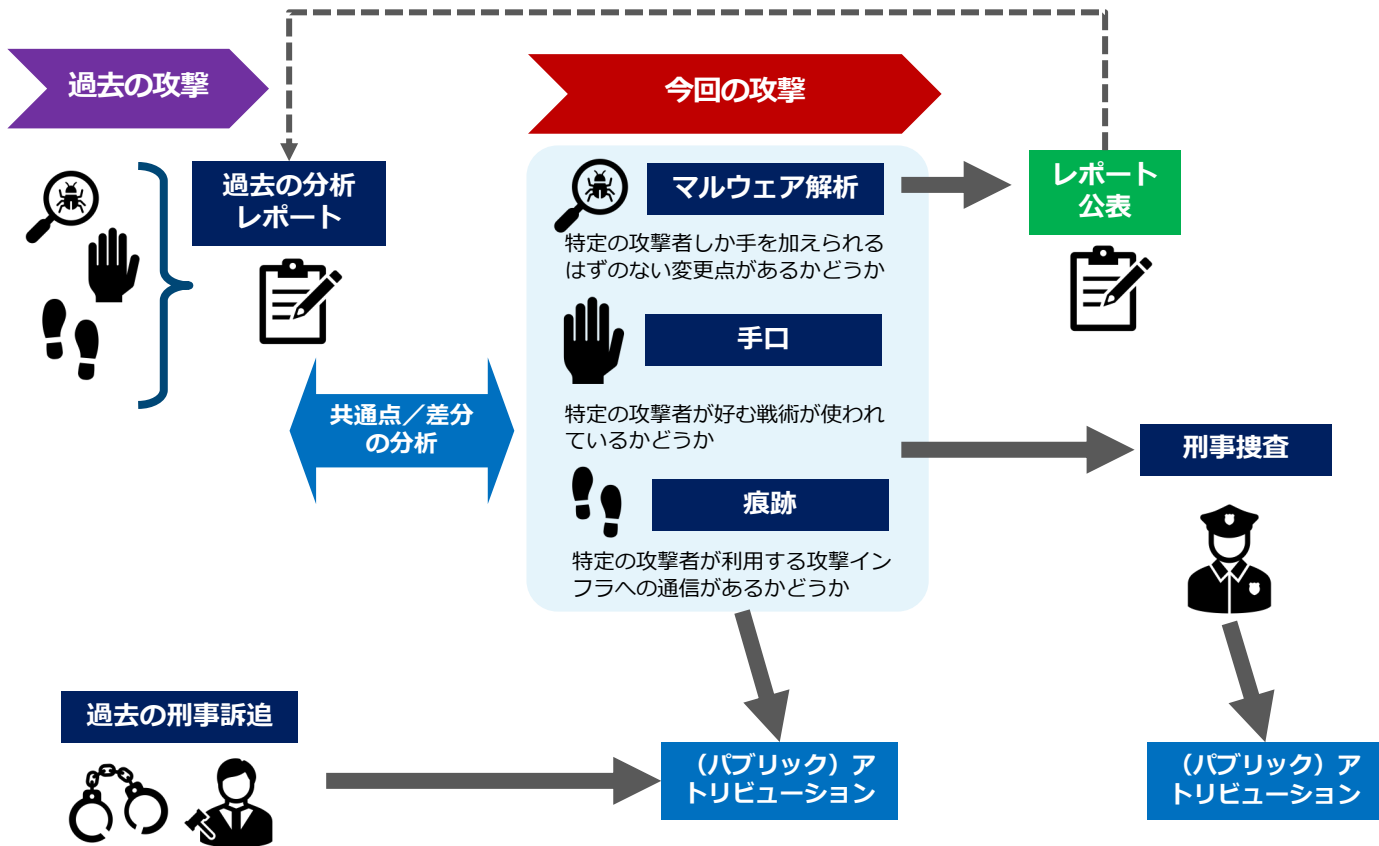 過去の攻撃
今回の攻撃
過去の分析
レポート
マルウェア解析
特定の攻撃者しか手を加えられる
はずのない変更点があるかどうか
手口
特定の攻撃者が好む戦術が使われ
ているかどうか
痕跡
特定の攻撃者が利用する攻撃イン
フラへの通信があるかどうか
レポート
公表
共通点／差分
の分析
刑事捜査
過去の刑事訴追
（パブリック）ア
トリビューション
（パブリック）ア
トリビューション